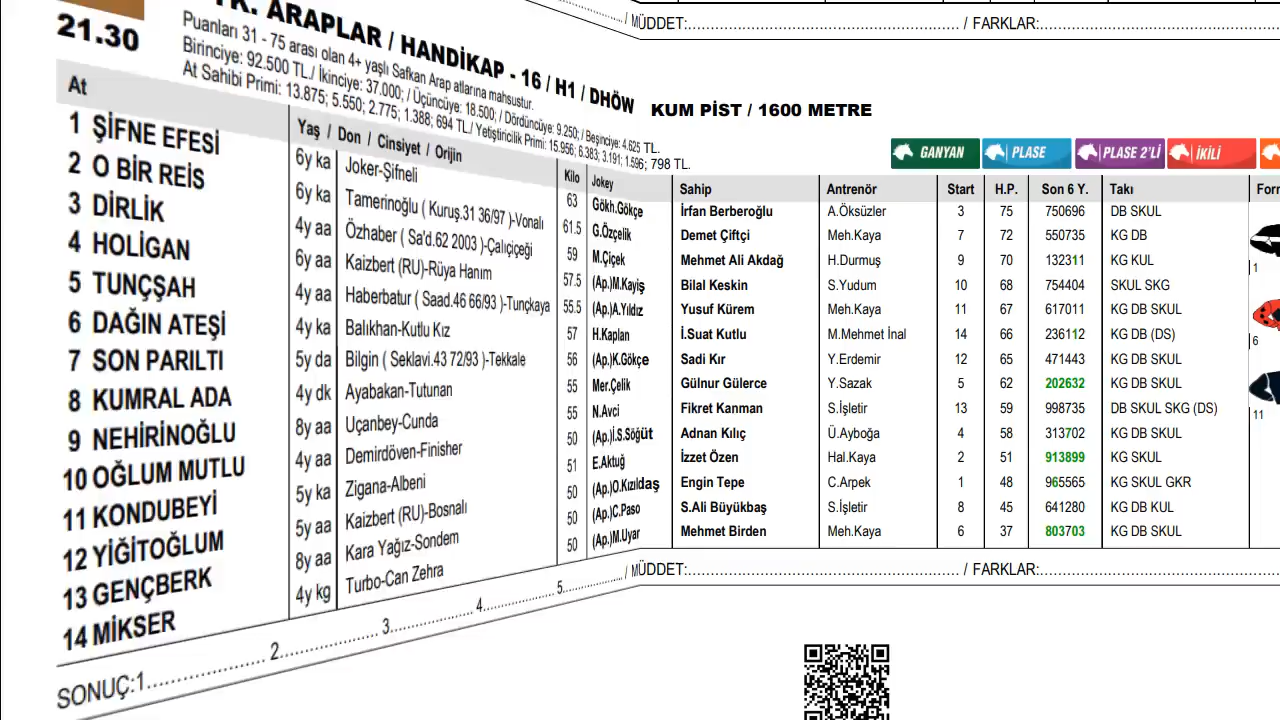 / MÜDDET:.............................................................. / FARKLAR:
21.30
ARAPLAR / HANDİKAP - 16 / H1 / DHÖW KUM PİST / 1600 METRE
Puanları 31 - 75 arası olan 4+ yaşlı Safkan Arap atlarına mahsustur.
Birinciye: 92.500 TL./ İkinciye: 37.000; / Üçüncüye: 18.500; / Dördüncüye: 9.250; / Beşinciye: 4.625 TL.
At Sahibi Primi: 13.875; 5.550; 2.775; 1.388; 694 TL./ Yetiştiricilik Primi: 15.956; 6.383; 3.191; 1.596; 798 TL.
GANYAN PLASE PLASE 2'Lİ İKİLİ
At Yaş / Don / Cinsiyet / Orijin Kilo Jokey Sahip Antrenör Start H.P. Son 6 Y. Takı
1 ŞİFNE EFESİ 6y ka Joker-Şifneli 63 Gökh.Gökçe İrfan Berberoğlu A.Öksüzler 3 75 750696 DB SKUL
2 O BİR REİS 6y ka Tamerinoğlu ( Kuruş.31 36/97 )-Vonalı 61.5 G.Özçelik Demet Çiftçi Meh.Kaya 7 72 550735 KG DB
3 DİRLİK 4y aa Özhaber ( Sa'd.62 2003 )-Çalıçiçeği 59 M.Çiçek Mehmet Ali Akdağ H.Durmuş 9 70 132311 KG KUL
4 HOLİGAN 6y aa Kaizbert (RU)-Rüya Hanım 57.5 (Ap.)M.Kayiş Bilal Keskin S.Yudum 10 68 754404 SKUL SKG
5 TUNÇŞAH 4y aa Haberbatur ( Saad.46 66/93 )-Tunçkaya 55.5 (Ap.)A.Yıldız Yusuf Kürem Meh.Kaya 11 67 617011 KG DB SKUL
6 DAĞIN ATEŞİ 4y ka Balıkhan-Kutlu Kız 57 H.Kaplan İ.Suat Kutlu M.Mehmet İnal 14 66 236112 KG DB (DS)
7 SON PARILTI 5y da Bilgin ( Seklavi.43 72/93 )-Tekkale 56 (Ap.)K.Gökçe Sadi Kır Y.Erdemir 12 65 471443 KG DB SKUL
8 KUMRAL ADA 4y dk Ayabakan-Tutunan 55 Mer.Çelik Gülnur Gülerce Y.Sazak 5 62 202632 KG DB SKUL
9 NEHİRİNOĞLU 8y aa Uçanbey-Cunda 55 N.Avci Fikret Kanman S.İşletir 13 59 998735 DB SKUL SKG (DS)
10 OĞLUM MUTLU 4y aa Demirdöven-Finisher 50 (Ap.)İ.S.Söğüt Adnan Kılıç Ü.Ayboğa 4 58 313702 KG DB SKUL
11 KONDUBEYİ 5y ka Zigana-Albeni 51 E.Aktuğ İzzet Özen Hal.Kaya 2 51 913899 KG SKUL
12 YİĞİTOĞLUM 5y aa Kaizbert (RU)-Bosnalı 50 (Ap.)O.Kızıldaş Engin Tepe C.Arpek 1 48 965565 KG SKUL GKR
13 GENÇBERK 8y aa Kara Yağız-Sondem 50 (Ap.)C.Paso S.Ali Büyükbaş S.İşletir 8 45 641280 KG DB KUL
14 MİKSER 4y kg Turbo-Can Zehra 50 (Ap.)M.Uyar Mehmet Birden Meh.Kaya 6 37 803703 KG DB SKUL
1
6
11
SONUÇ:1.................... 2.................... 3.................... 4.................... 5.................... / MÜDDET:.............................................................. / FARKLAR: